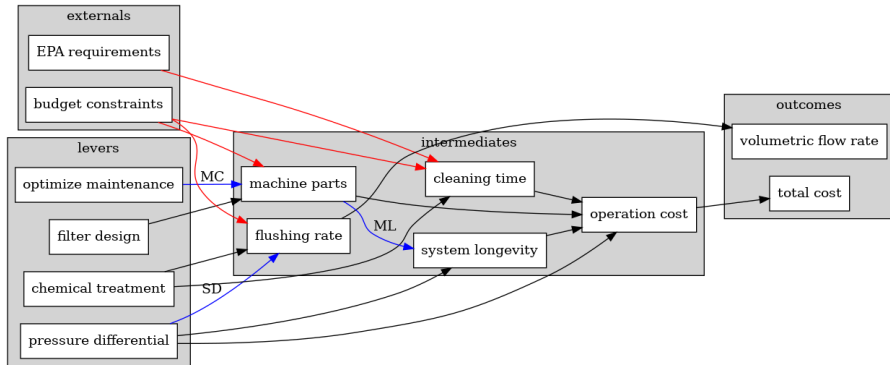 externals
EPA requirements
budget constraints
levers
optimize maintenance
filter design
chemical treatment
pressure differential
MC
SD
intermediates
machine parts
flushing rate
ML
cleaning time
system longevity
operation cost
outcomes
volumetric flow rate
total cost